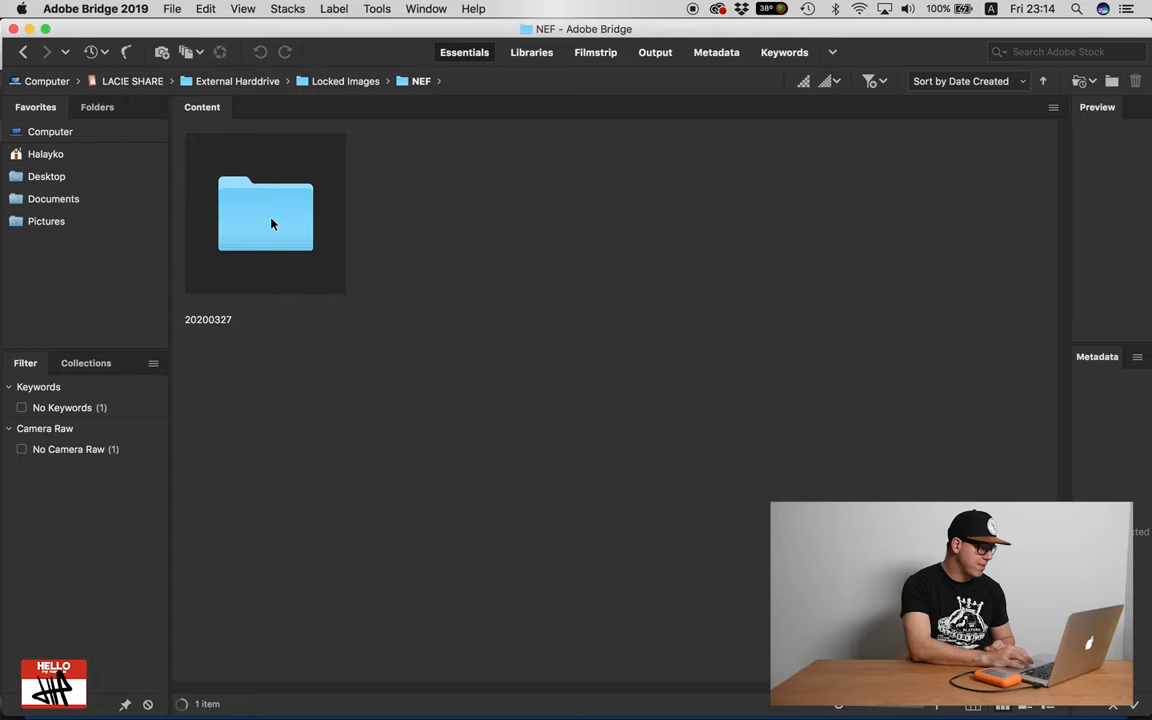 Adobe Bridge 2019 File Edit View Stacks Label Tools Window Help 38° 100% A Fri 23:14
NEF - Adobe Bridge
Essentials Libraries Filmstrip Output Metadata Keywords Search Adobe Stock
Computer LACIE SHARE External Harddrive Locked Images NEF Sort by Date Created
Favorites Folders Content Preview
Computer
Halayko
Desktop
Documents
Pictures
20200327
Filter Collections Metadata
Keywords
No Keywords (1)
Camera Raw
No Camera Raw (1)
HELLO
1 item